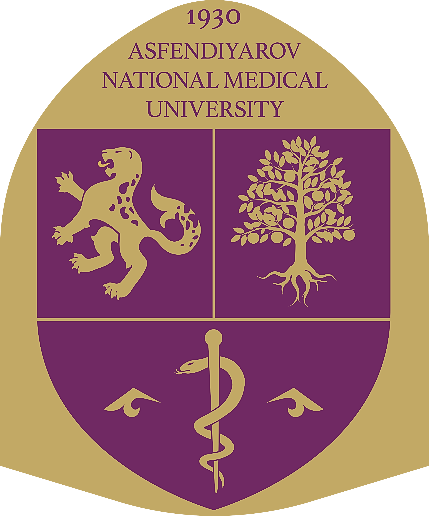 1930
ASFENDIYAROV
NATIONAL MEDICAL
UNIVERSITY